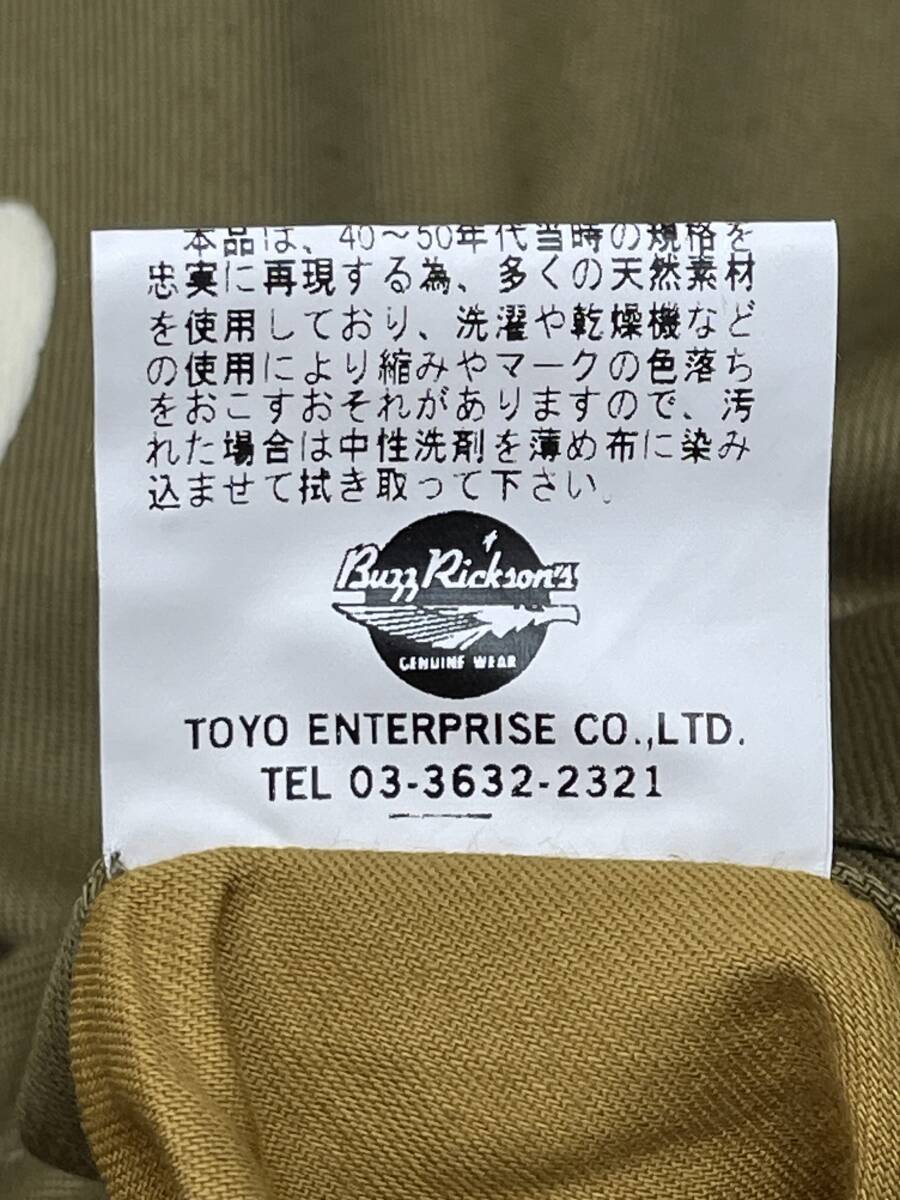 本品は、40〜50年代当時の規格を
忠実に再現する為、多くの天然素材
を使用しており、洗濯や乾燥機など
の使用により縮みやマークの色落ち
をおこすおそれがありますので、汚
れた場合は中性洗剤を薄め布に染み
込ませて拭き取って下さい。
Buzz Rickson's
GENUINE WEAR
TOYO ENTERPRISE CO.,LTD.
TEL 03-3632-2321